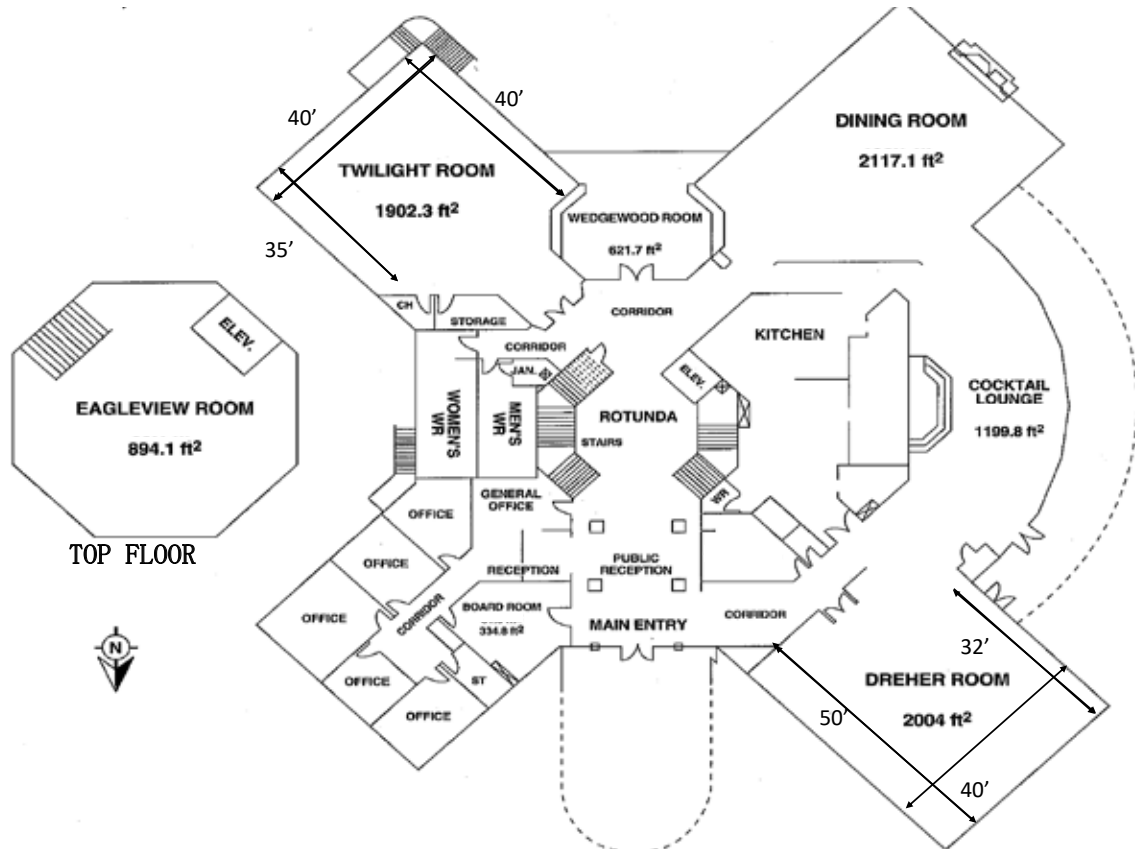 40’
40’
TWILIGHT ROOM
1902.3 ft²
35’
DINING ROOM
2117.1 ft²
WEDGEWOOD ROOM
621.7 ft²
CH
STORAGE
CORRIDOR
CORRIDOR
KITCHEN
ELEV.
EAGLEVIEW ROOM
894.1 ft²
TOP FLOOR
JAN.
WOMEN'S
WR
MEN'S
WR
ELEV.
ROTUNDA
STAIRS
COCKTAIL
LOUNGE
1199.8 ft²
GENERAL
OFFICE
WR
OFFICE
OFFICE
RECEPTION
PUBLIC
RECEPTION
OFFICE
CORRIDOR
BOARD ROOM
334.8 ft²
MAIN ENTRY
CORRIDOR
N
OFFICE
ST
OFFICE
32’
DREHER ROOM
2004 ft²
50’
40’